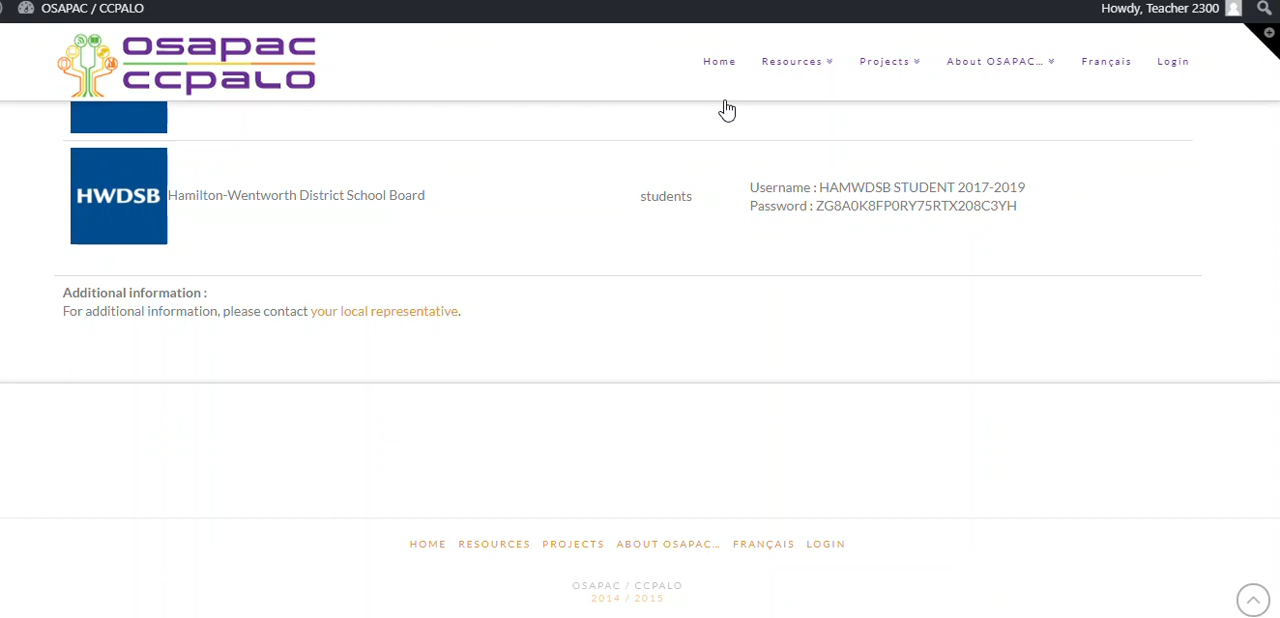 OSAPAC / CCPALO
Howdy, Teacher 2300
osapac
ccpalo
Home
Resources
Projects
About OSAPAC...
Français
Login
HWDSB
Hamilton-Wentworth District School Board
students
Username : HAMWDSB STUDENT 2017-2019
Password : ZG8A0K8FP0RY75RTX208C3YH
Additional information :
For additional information, please contact your local representative.
HOME RESOURCES PROJECTS ABOUT OSAPAC... FRANÇAIS LOGIN
OSAPAC / CCPALO
2014 / 2015